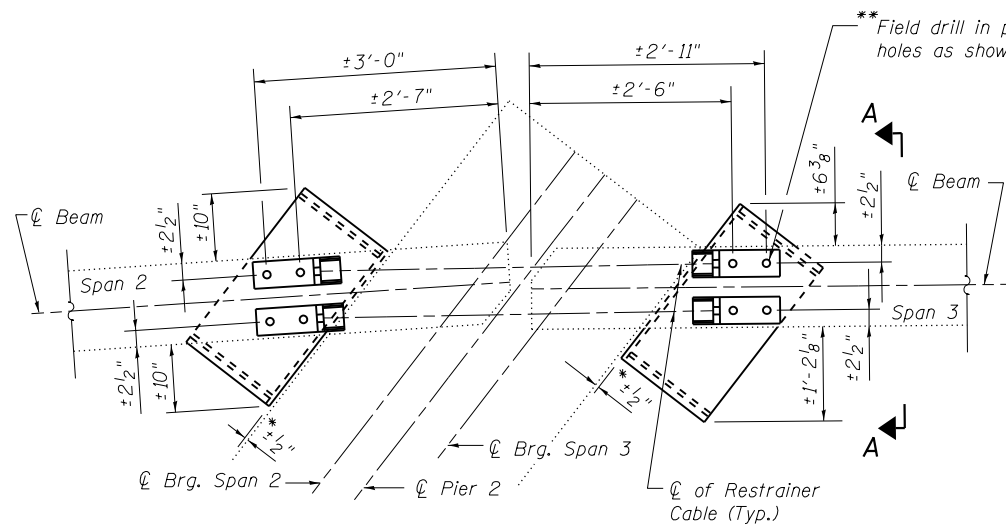 **
Field drill in p
holes as show
±3'-0"
±2'-11"
±2'-7"
±2'-6"
A
±6 3/8"
±2 1/2"
℄ Beam
℄ Beam
±2 1/2"
±10"
Span 2
Span 3
±2 1/2"
±10"
±1'-2 1/8"
±2 1/2"
*
±1/2"
*
±1/2"
A
℄ Brg. Span 3
℄ Brg. Span 2
℄ Pier 2
℄ of Restrainer
Cable (Typ.)